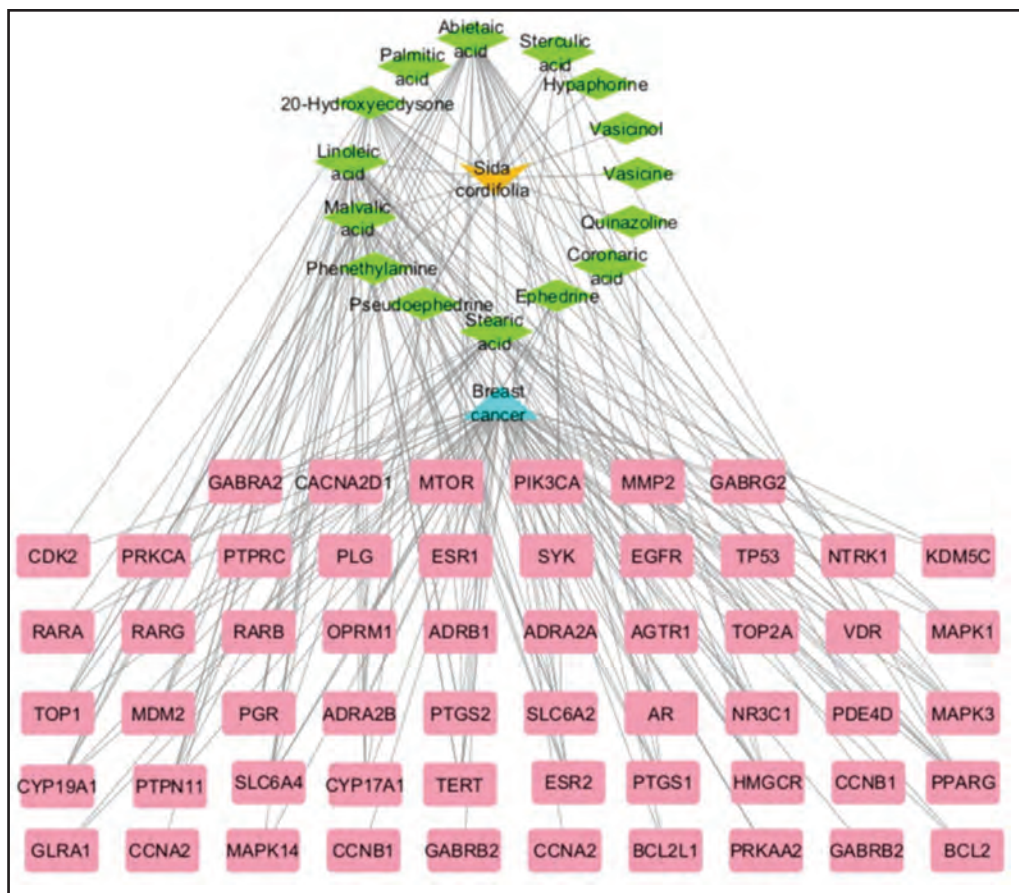 Abietaic
acid
Sterculic
acid
Palmitic
acid
Hypaphorine
20-Hydroxyecdysone
Vasicinol
Linoleic
acid
Sida
cordifolia
Vasicine
Malvalic
acid
Quinazoline
Phenethylamine
Coronaric
acid
Pseudoephedrine
Ephedrine
Stearic
acid
Breast
cancer
GABRA2 CACNA2D1 MTOR PIK3CA MMP2 GABRG2
CDK2 PRKCA PTPRC PLG ESR1 SYK EGFR TP53 NTRK1 KDM5C
RARA RARG RARB OPRM1 ADRB1 ADRA2A AGTR1 TOP2A VDR MAPK1
TOP1 MDM2 PGR ADRA2B PTGS2 SLC6A2 AR NR3C1 PDE4D MAPK3
CYP19A1 PTPN11 SLC6A4 CYP17A1 TERT ESR2 PTGS1 HMGCR CCNB1 PPARG
GLRA1 CCNA2 MAPK14 CCNB1 GABRB2 CCNA2 BCL2L1 PRKAA2 GABRB2 BCL2